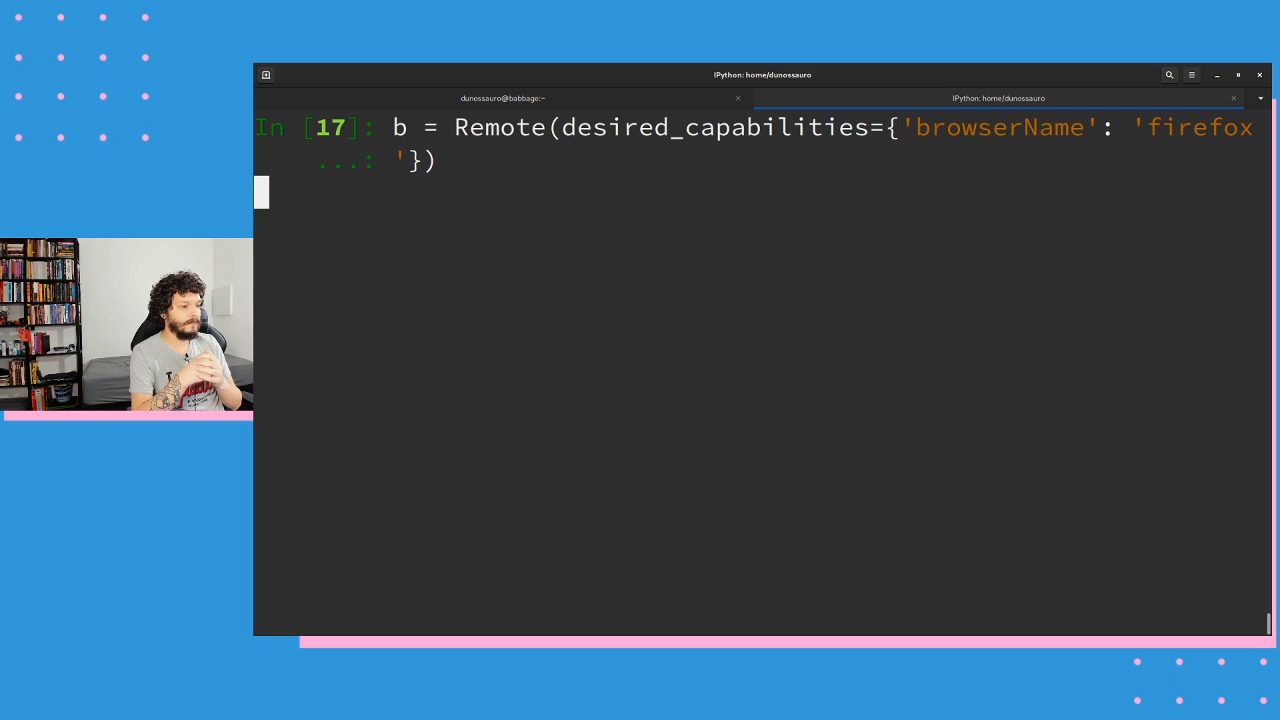 IPython: home/dunossauro
dunossauro@babbage:~
IPython: home/dunossauro
In [17]: b = Remote(desired_capabilities={'browserName': 'firefox
...: '})